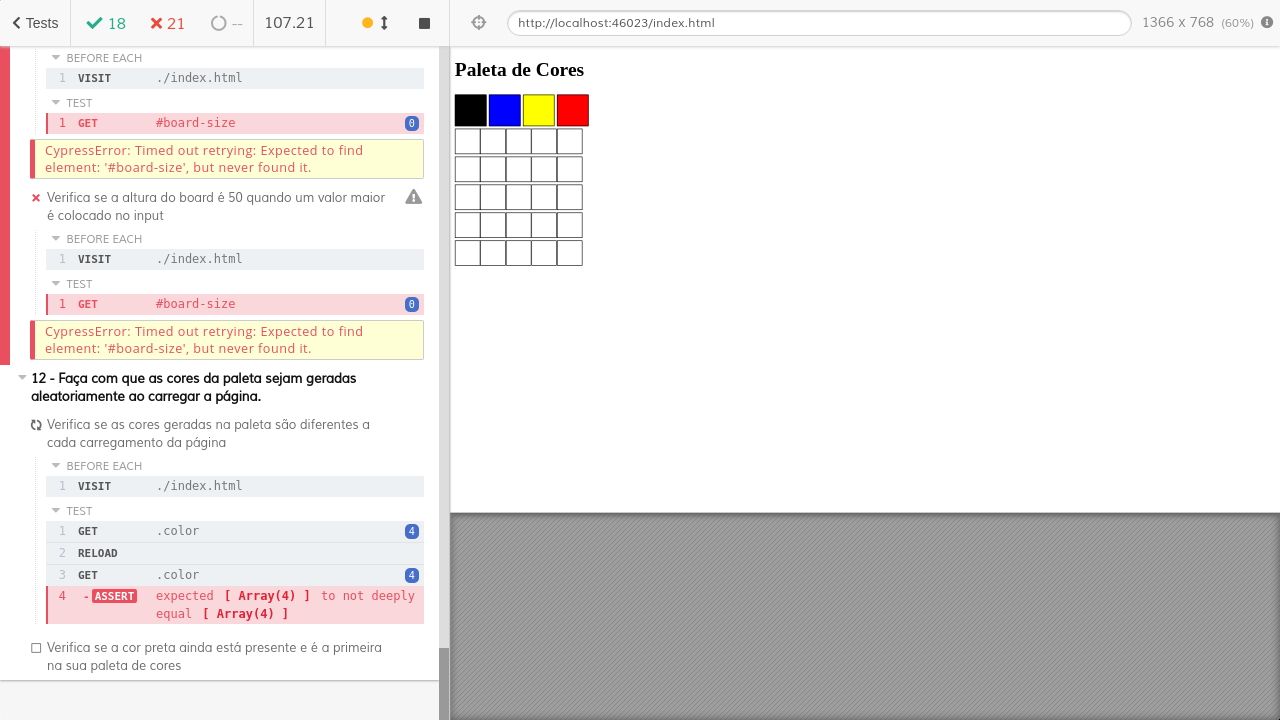 Tests 18 21 -- 107.21 http://localhost:46023/index.html 1366 x 768 (60%)
BEFORE EACH
1 VISIT ./index.html
TEST
1 GET #board-size 0
CypressError: Timed out retrying: Expected to find
element: '#board-size', but never found it.
Verifica se a altura do board é 50 quando um valor maior
é colocado no input
BEFORE EACH
1 VISIT ./index.html
TEST
1 GET #board-size 0
CypressError: Timed out retrying: Expected to find
element: '#board-size', but never found it.
12 - Faça com que as cores da paleta sejam geradas
aleatoriamente ao carregar a página.
Verifica se as cores geradas na paleta são diferentes a
cada carregamento da página
BEFORE EACH
1 VISIT ./index.html
TEST
1 GET .color 4
2 RELOAD
3 GET .color 4
4 -ASSERT expected [ Array(4) ] to not deeply
equal [ Array(4) ]
Verifica se a cor preta ainda está presente e é a primeira
na sua paleta de cores
Paleta de Cores